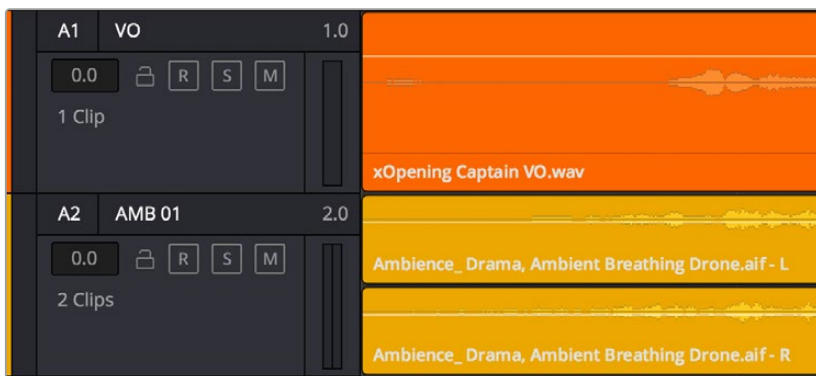 A1 VO 1.0
0.0 R S M
1 Clip
xOpening Captain VO.wav
A2 AMB 01 2.0
0.0 R S M
Ambience_ Drama, Ambient Breathing Drone.aif - L
2 Clips
Ambience_ Drama, Ambient Breathing Drone.aif - R